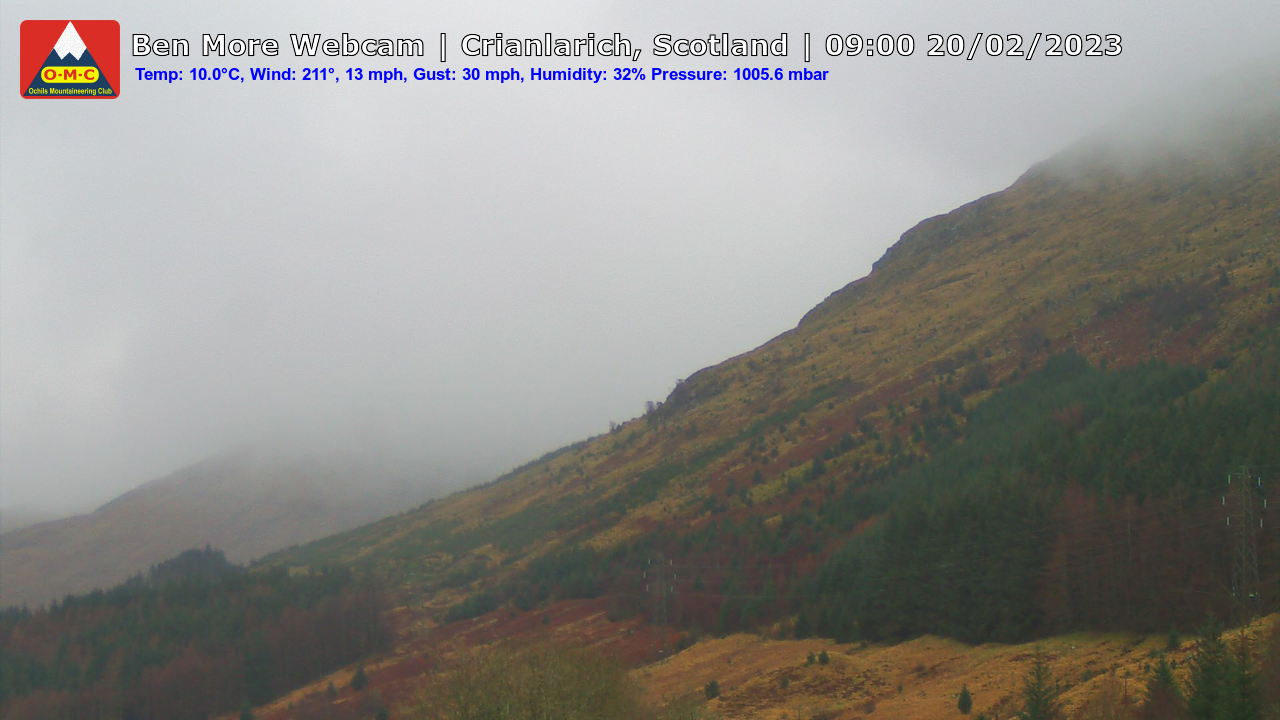 Ben More Webcam | Crianlarich, Scotland | 09:00 20/02/2023
Temp: 10.0°C, Wind: 211°, 13 mph, Gust: 30 mph, Humidity: 32% Pressure: 1005.6 mbar
O·M·C
Ochils Mountaineering Club